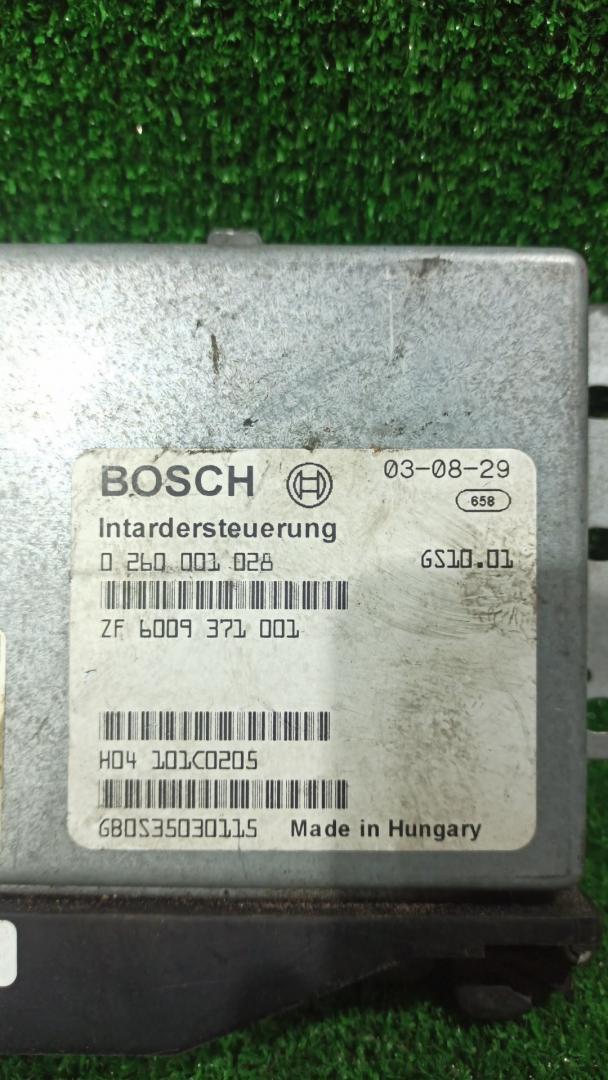 BOSCH
03-08-29
658
Intardersteuerung
0 260 001 028 GS10.01
ZF 6009 371 001
H04 101C0205
GB0S35030115 Made in Hungary